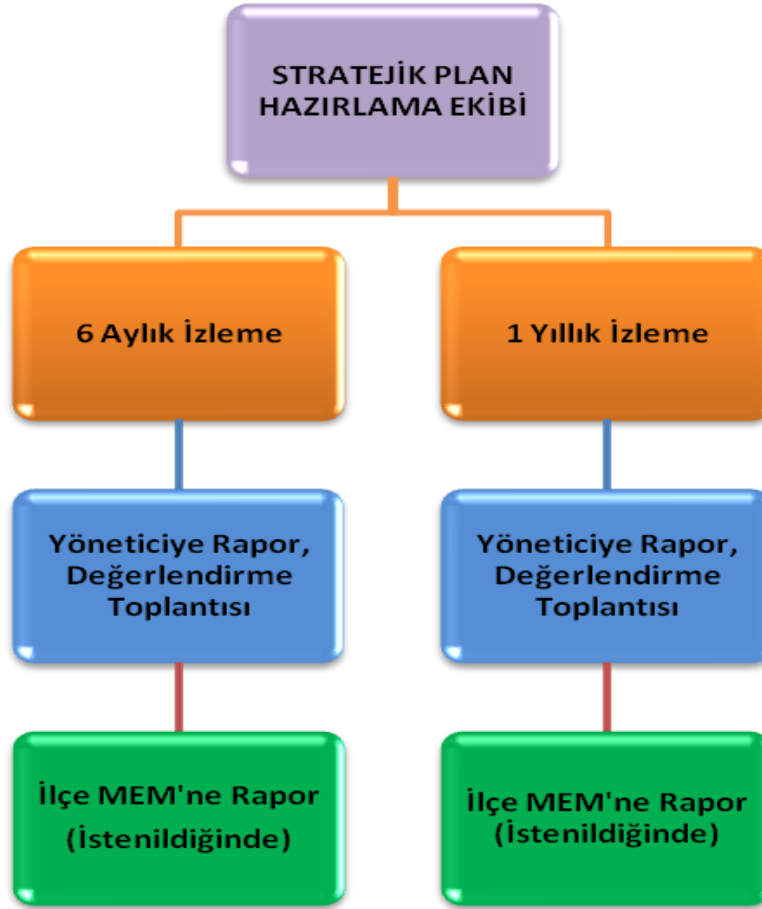 STRATEJİK PLAN
HAZIRLAMA EKİBİ
6 Aylık İzleme
1 Yıllık İzleme
Yöneticiye Rapor,
Değerlendirme
Toplantısı
Yöneticiye Rapor,
Değerlendirme
Toplantısı
İlçe MEM'ne Rapor
(İstenildiğinde)
İlçe MEM'ne Rapor
(İstenildiğinde)